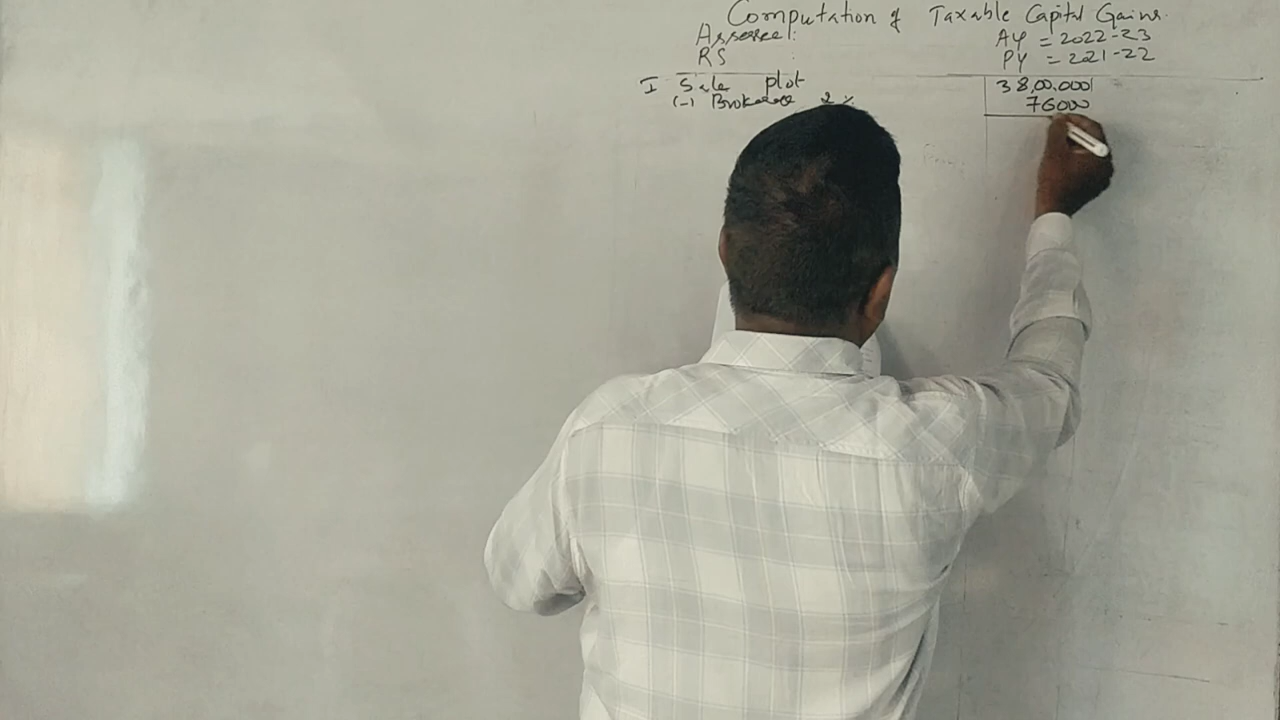 Computation of Taxable Capital Gains.
Assessee:
AY = 2022-23
RS :
PY = 2021-22
I Sale plot 38,00,000/
(-) Brokerage 2% 76000